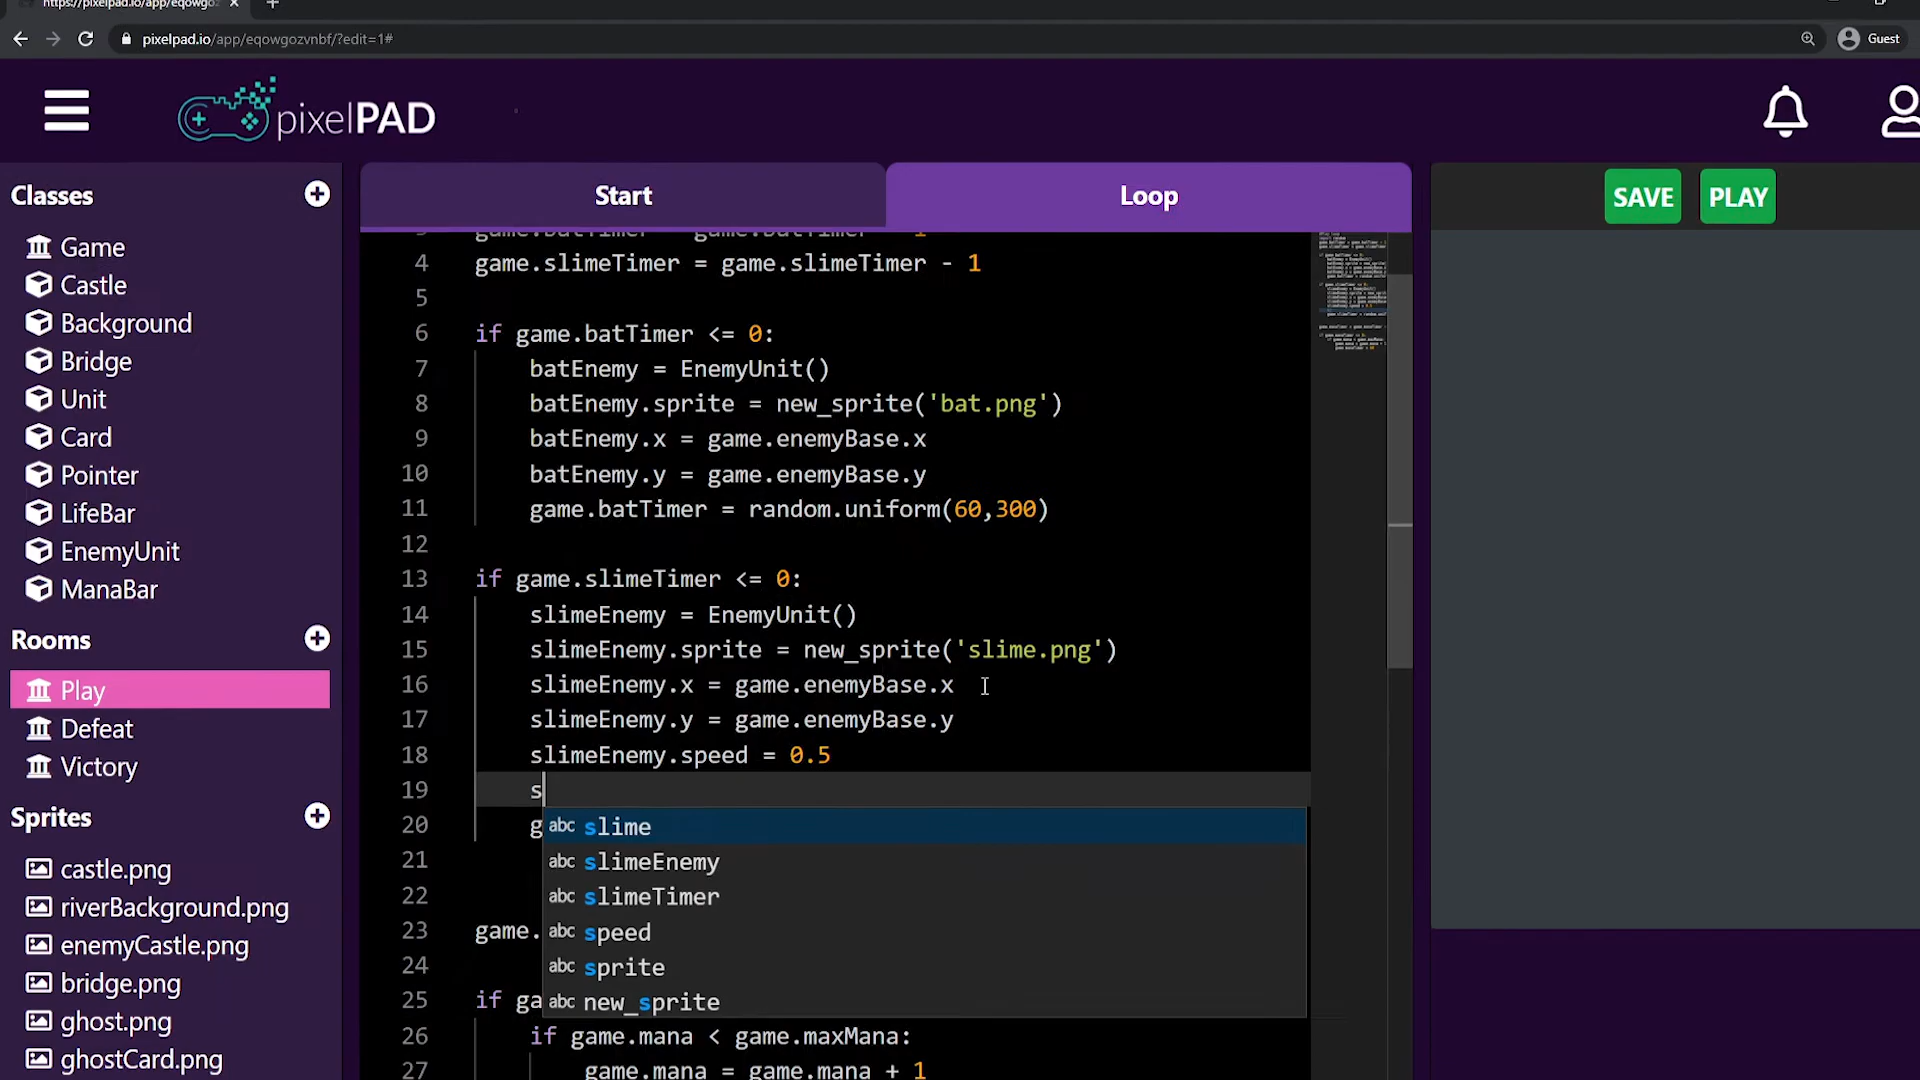 https://pixelpad.io/app/eqowgoz
pixelpad.io/app/eqowgozvnbf/?edit=1#
Guest
pixelPAD
Classes
Game
Castle
Background
Bridge
Unit
Card
Pointer
LifeBar
EnemyUnit
ManaBar
Rooms
Play
Defeat
Victory
Sprites
castle.png
riverBackground.png
enemyCastle.png
bridge.png
ghost.png
ghostCard.png
Start
Loop
SAVE
PLAY
3 game.batTimer = game.batTimer - 1
4 game.slimeTimer = game.slimeTimer - 1
5
6 if game.batTimer <= 0:
7 batEnemy = EnemyUnit()
8 batEnemy.sprite = new_sprite('bat.png')
9 batEnemy.x = game.enemyBase.x
10 batEnemy.y = game.enemyBase.y
11 game.batTimer = random.uniform(60,300)
12
13 if game.slimeTimer <= 0:
14 slimeEnemy = EnemyUnit()
15 slimeEnemy.sprite = new_sprite('slime.png')
16 slimeEnemy.x = game.enemyBase.x
17 slimeEnemy.y = game.enemyBase.y
18 slimeEnemy.speed = 0.5
19 s
20 g
21
22
23 game.
24
25 if ga
26 if game.mana < game.maxMana:
27 game.mana = game.mana + 1
abc slime
abc slimeEnemy
abc slimeTimer
abc speed
abc sprite
abc new_sprite